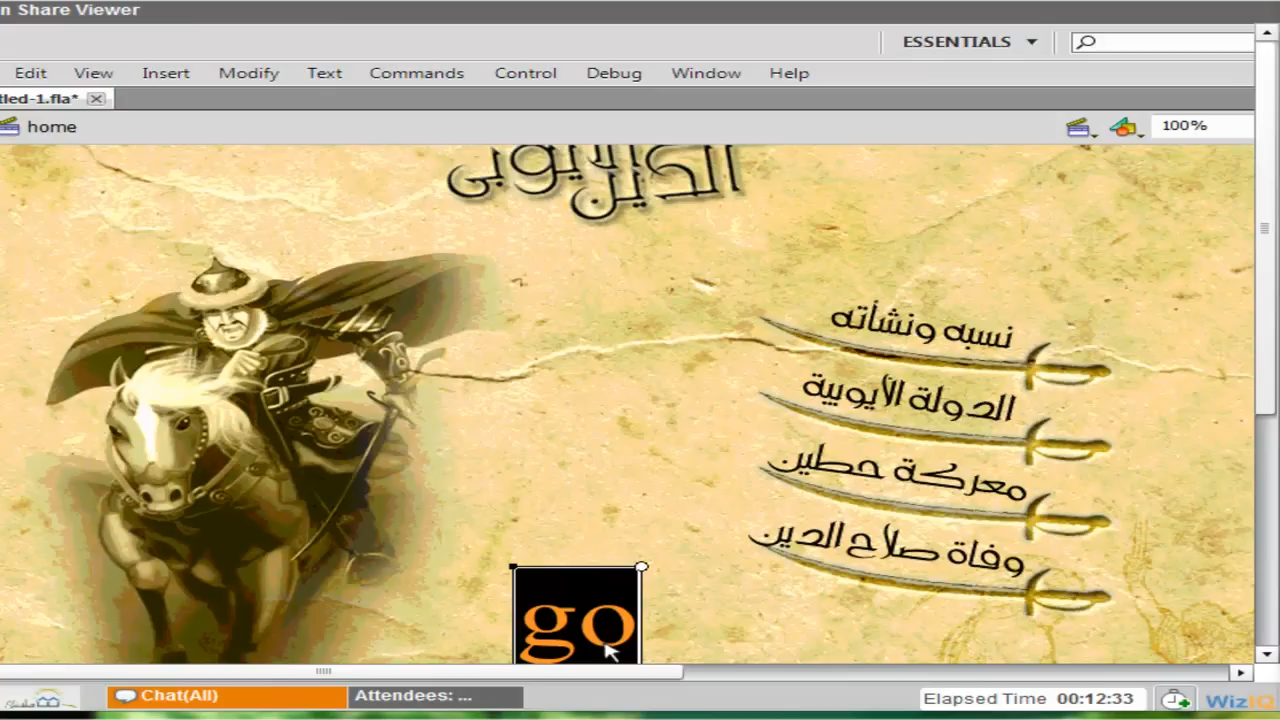 n Share Viewer
ESSENTIALS
Edit View Insert Modify Text Commands Control Debug Window Help
tled-1.fla*
home
100%
الدين الايوبى
نسبه ونشأته
الدولة الأيوبية
معركة حطين
وفاة صلاح الدين
go
Chat(All)
Attendees: ...
Elapsed Time 00:12:33
WizIQ